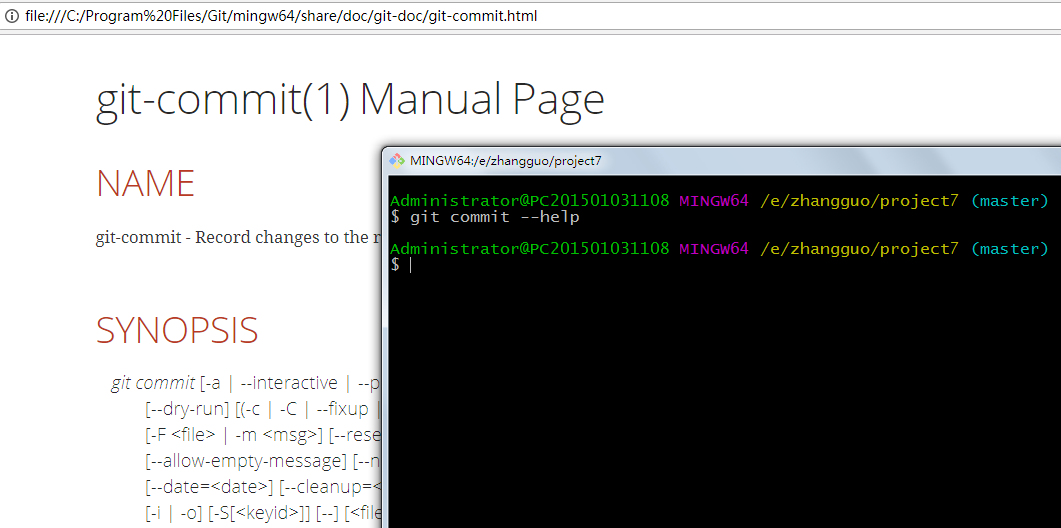 file:///C:/Program%20Files/Git/mingw64/share/doc/git-doc/git-commit.html
git-commit(1) Manual Page
NAME
git-commit - Record changes to the
SYNOPSIS
git commit [-a | --interactive | --p
[--dry-run] [(-c | -C | --fixup |
[-F <file> | -m <msg>] [--rese
[--allow-empty-message] [--n
[--date=<date>] [--cleanup=<
[-i | -o] [-S[<keyid>]] [--] [<file
MINGW64:/e/zhangguo/project7
Administrator@PC201501031108 MINGW64 /e/zhangguo/project7 (master)
$ git commit --help
Administrator@PC201501031108 MINGW64 /e/zhangguo/project7 (master)
$